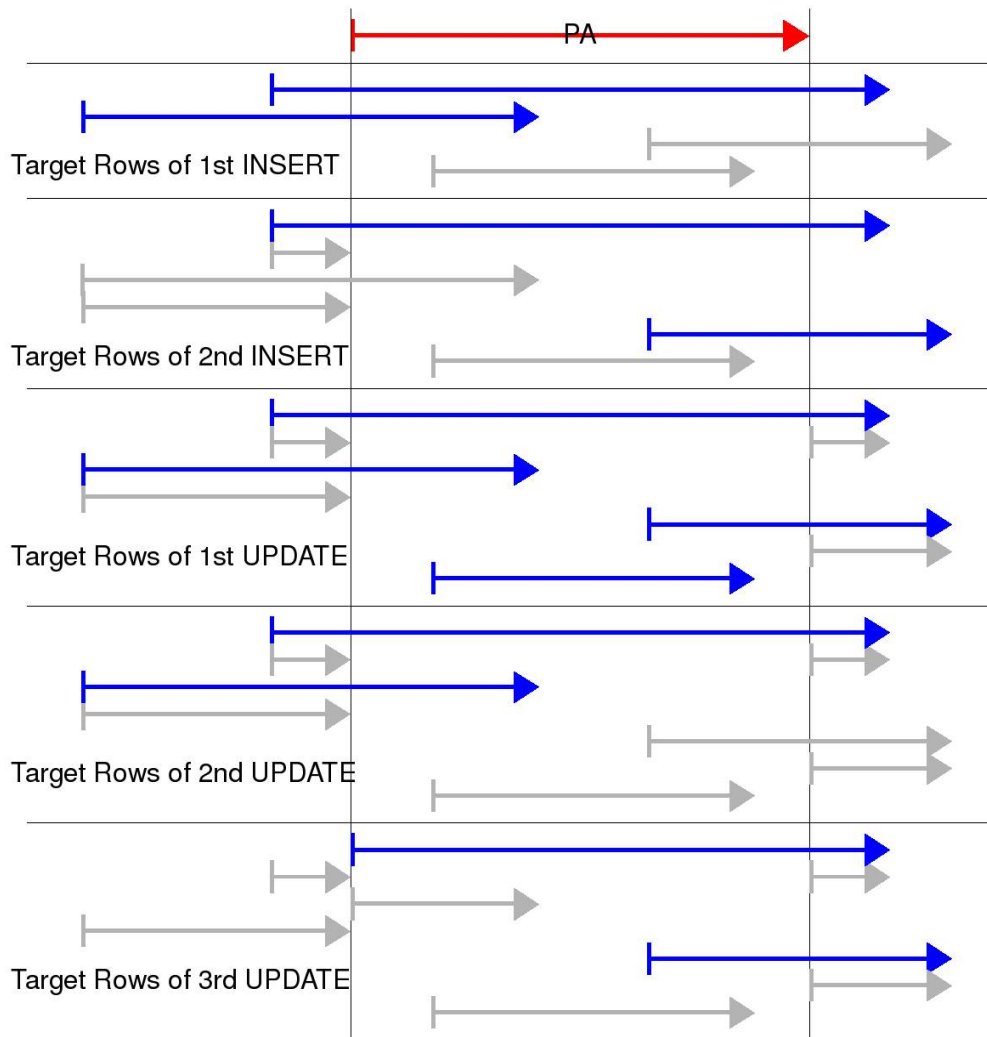 PA
Target Rows of 1st INSERT
Target Rows of 2nd INSERT
Target Rows of 1st UPDATE
Target Rows of 2nd UPDATE
Target Rows of 3rd UPDATE